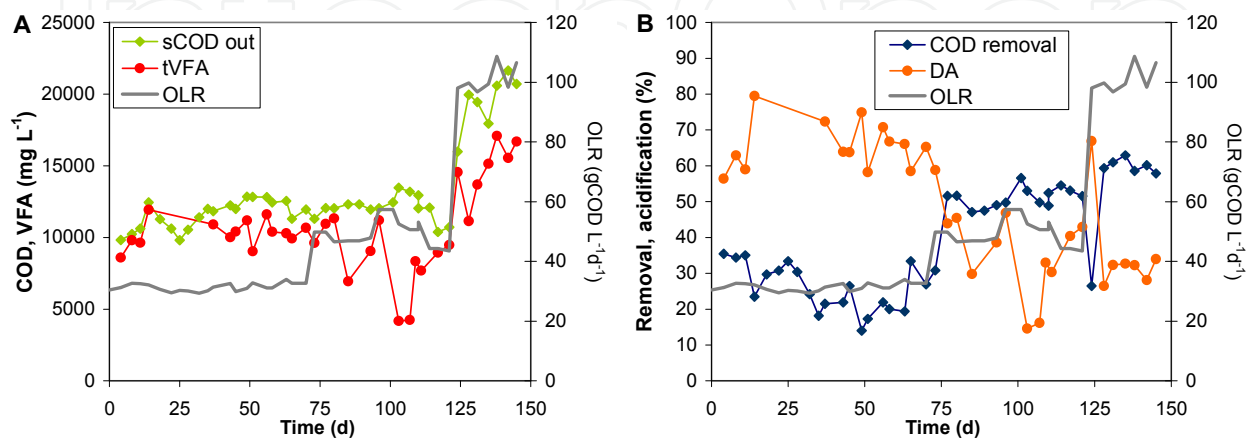 A
sCOD out
tVFA
OLR
COD, VFA (mg L-1)
25000
20000
15000
10000
5000
0
120
100
80
60
40
20
0
OLR (gCOD L-1d-1)
0 25 50 75 100 125 150
Time (d)
B
COD removal
DA
OLR
Removal, acidification (%)
100
90
80
70
60
50
40
30
20
10
0
120
100
80
60
40
20
0
OLR (gCOD L-1d-1)
0 25 50 75 100 125 150
Time (d)